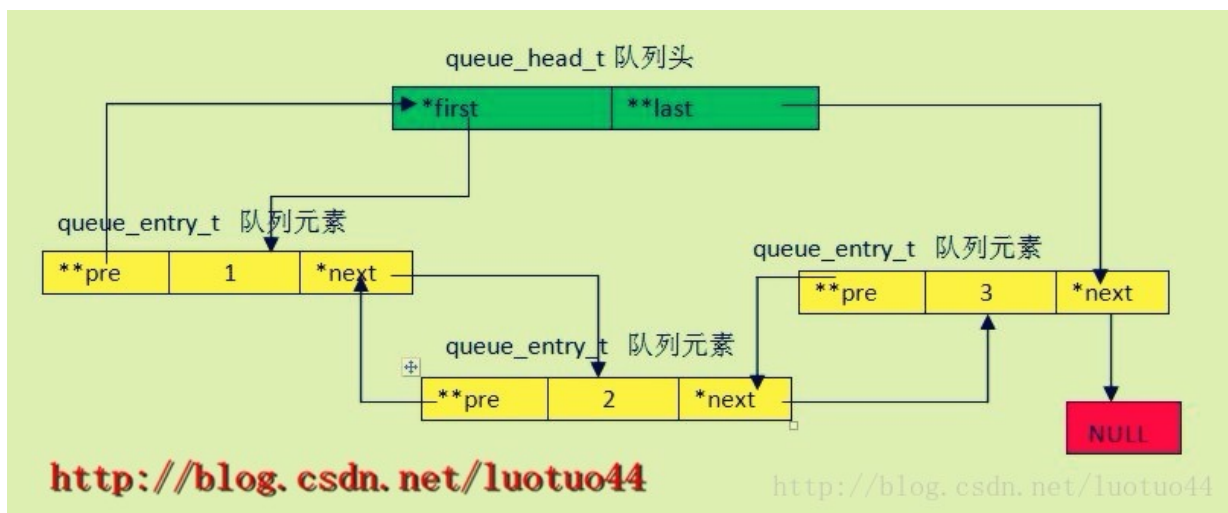 queue_head_t 队列头
*first **last
queue_entry_t 队列元素
**pre 1 *next
queue_entry_t 队列元素
**pre 3 *next
queue_entry_t 队列元素
**pre 2 *next
NULL
http://blog.csdn.net/luotuo44
http://blog.csdn.net/luotuo44